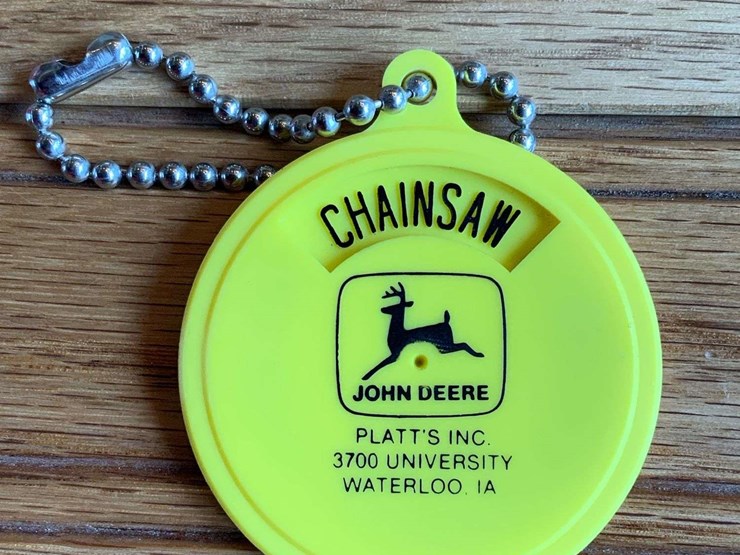 CHAINSAW
JOHN DEERE
PLATT'S INC.
3700 UNIVERSITY
WATERLOO, IA